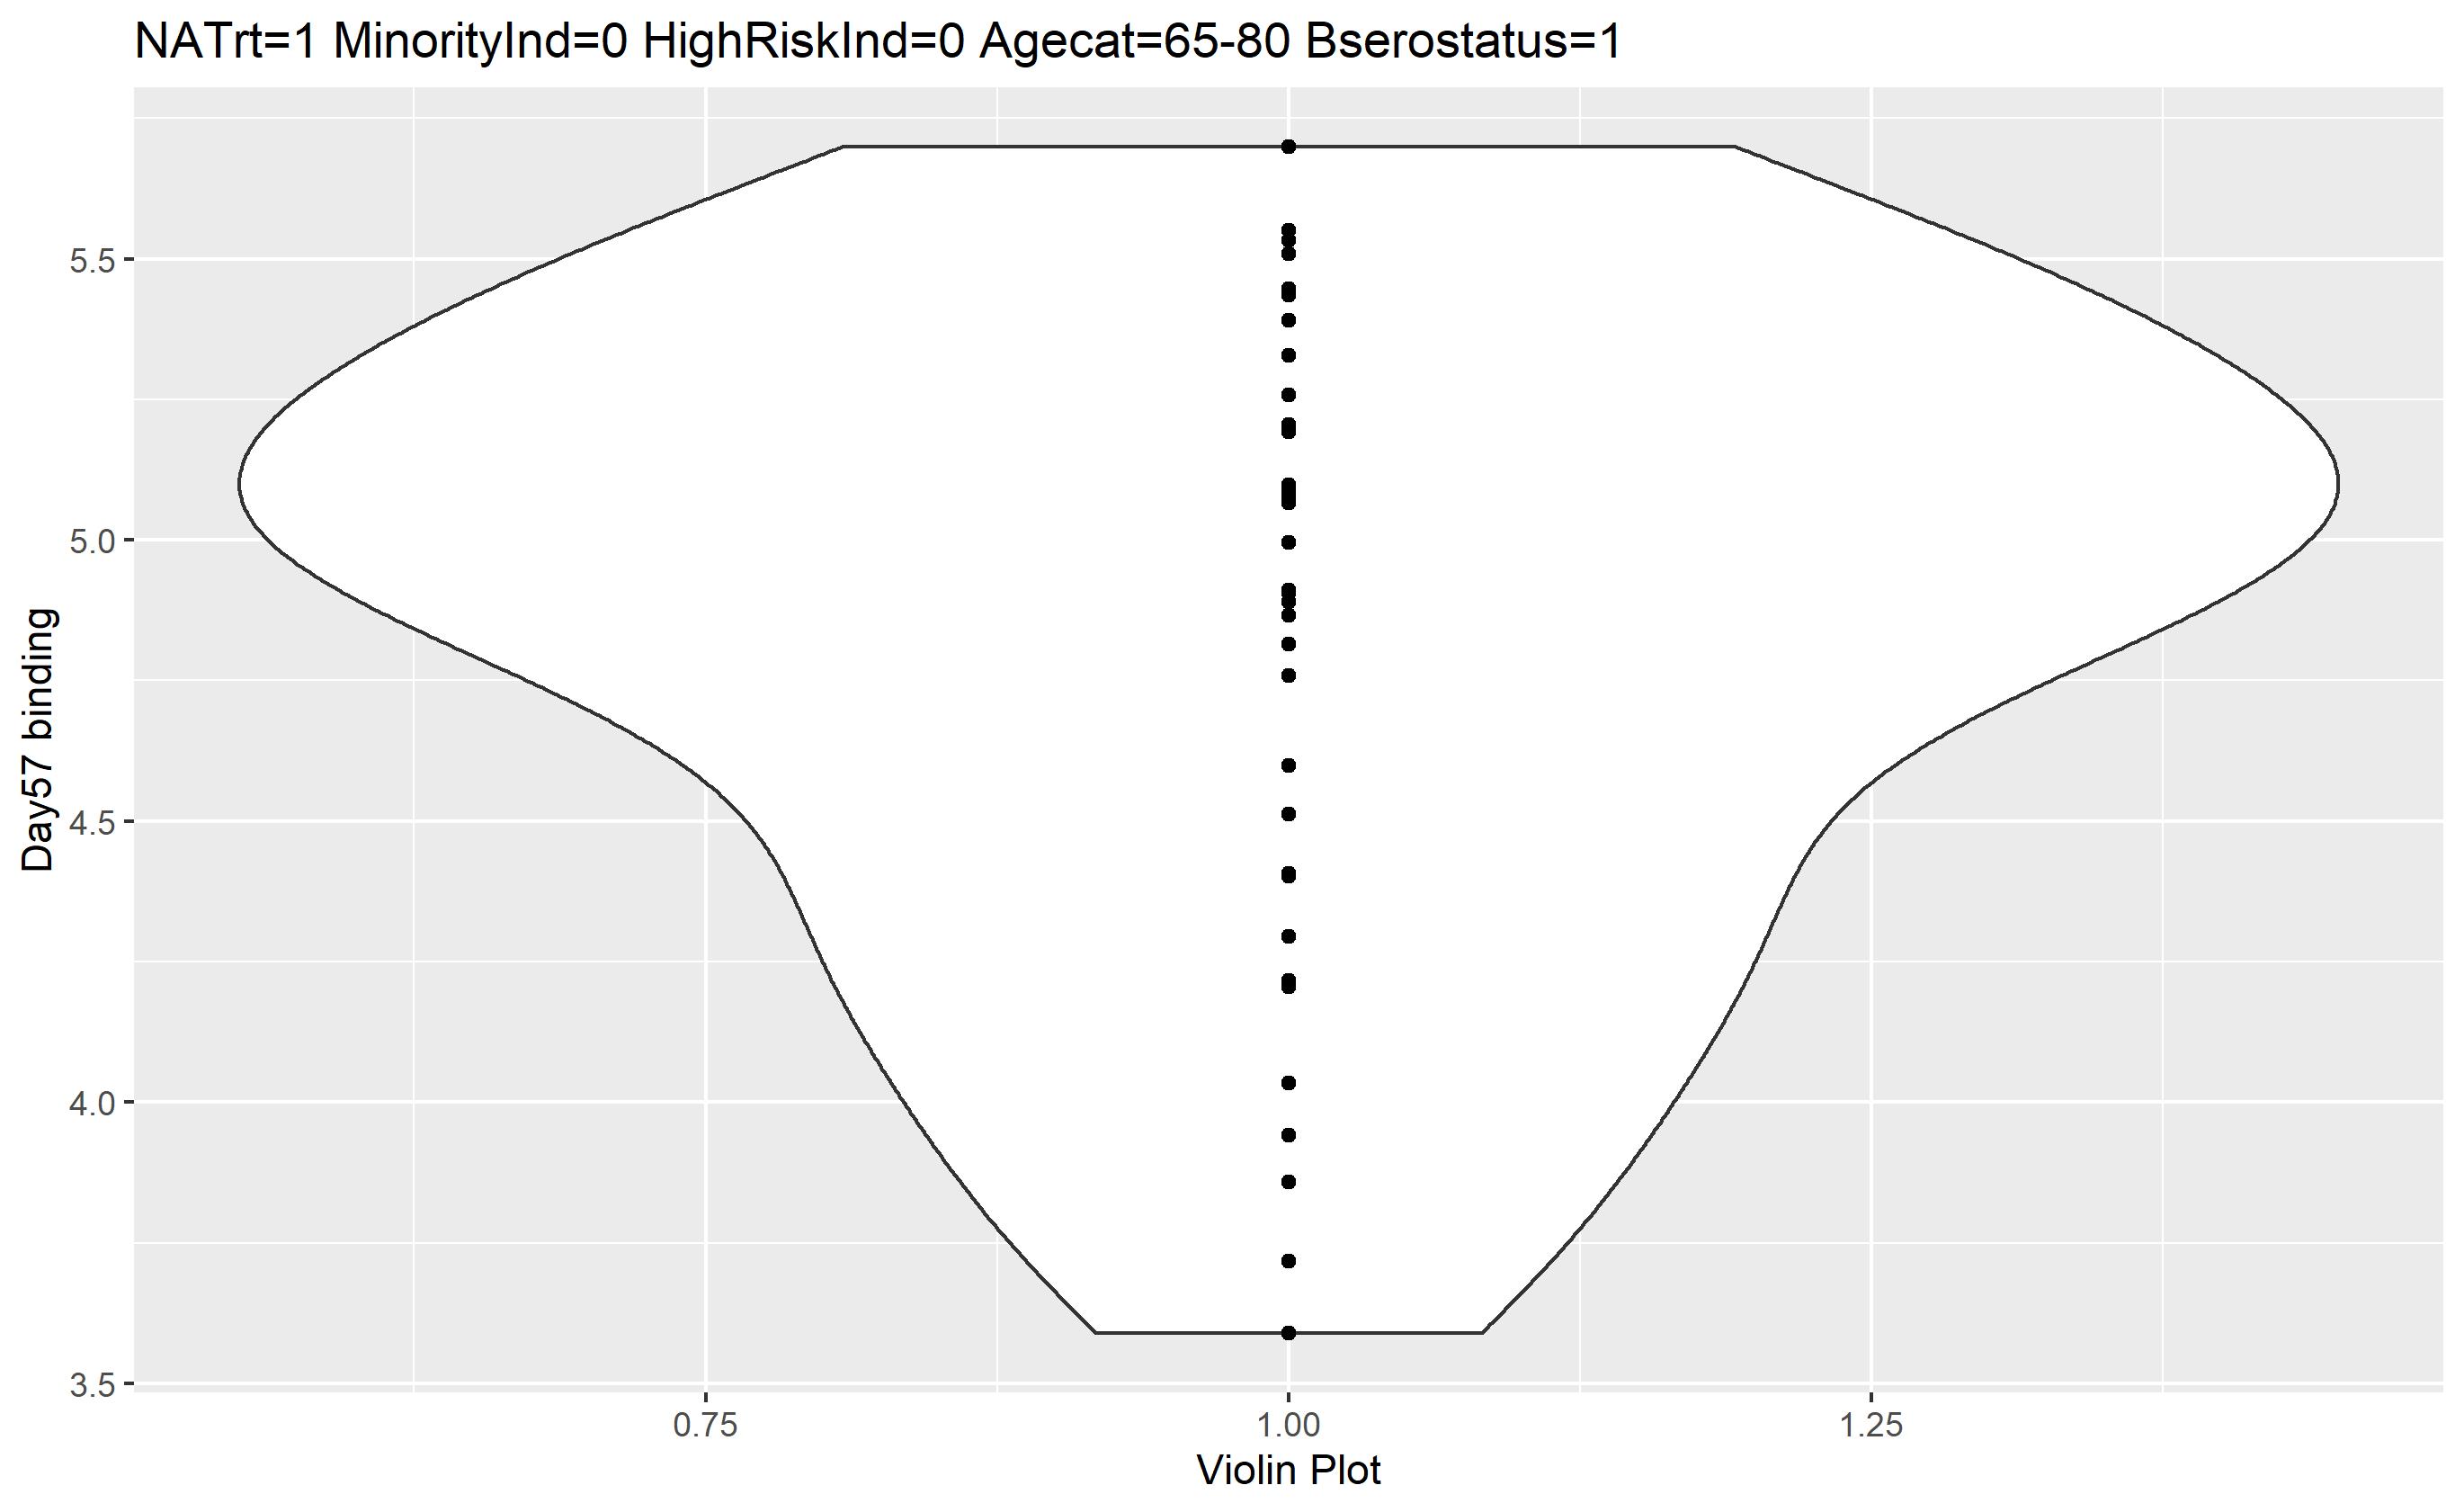 NATrt=1 MinorityInd=0 HighRiskInd=0 Agecat=65-80 Bserostatus=1
Day57 binding
5.5
5.0
4.5
4.0
3.5
0.75 1.00 1.25
Violin Plot